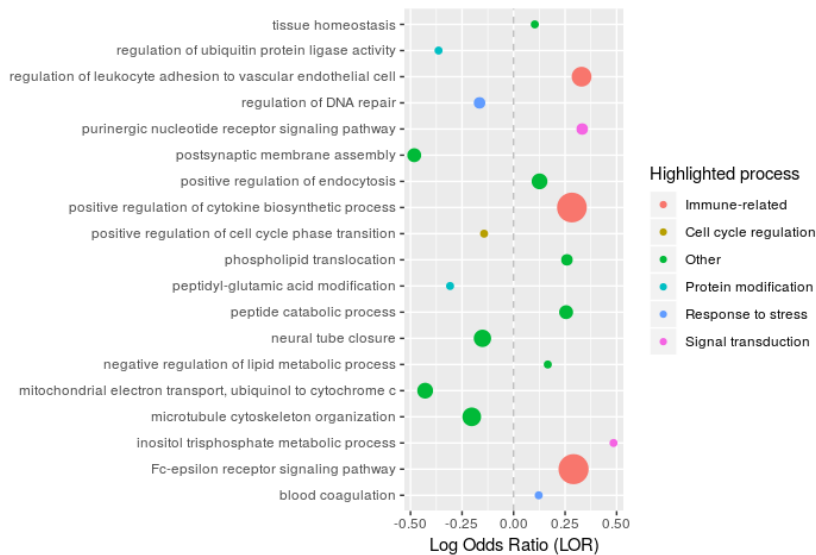 tissue homeostasis
regulation of ubiquitin protein ligase activity
regulation of leukocyte adhesion to vascular endothelial cell
regulation of DNA repair
purinergic nucleotide receptor signaling pathway
postsynaptic membrane assembly
positive regulation of endocytosis
positive regulation of cytokine biosynthetic process
positive regulation of cell cycle phase transition
phospholipid translocation
peptidyl-glutamic acid modification
peptide catabolic process
neural tube closure
negative regulation of lipid metabolic process
mitochondrial electron transport, ubiquinol to cytochrome c
microtubule cytoskeleton organization
inositol trisphosphate metabolic process
Fc-epsilon receptor signaling pathway
blood coagulation
-0.50 -0.25 0.00 0.25 0.50
Log Odds Ratio (LOR)
Highlighted process
Immune-related
Cell cycle regulation
Other
Protein modification
Response to stress
Signal transduction